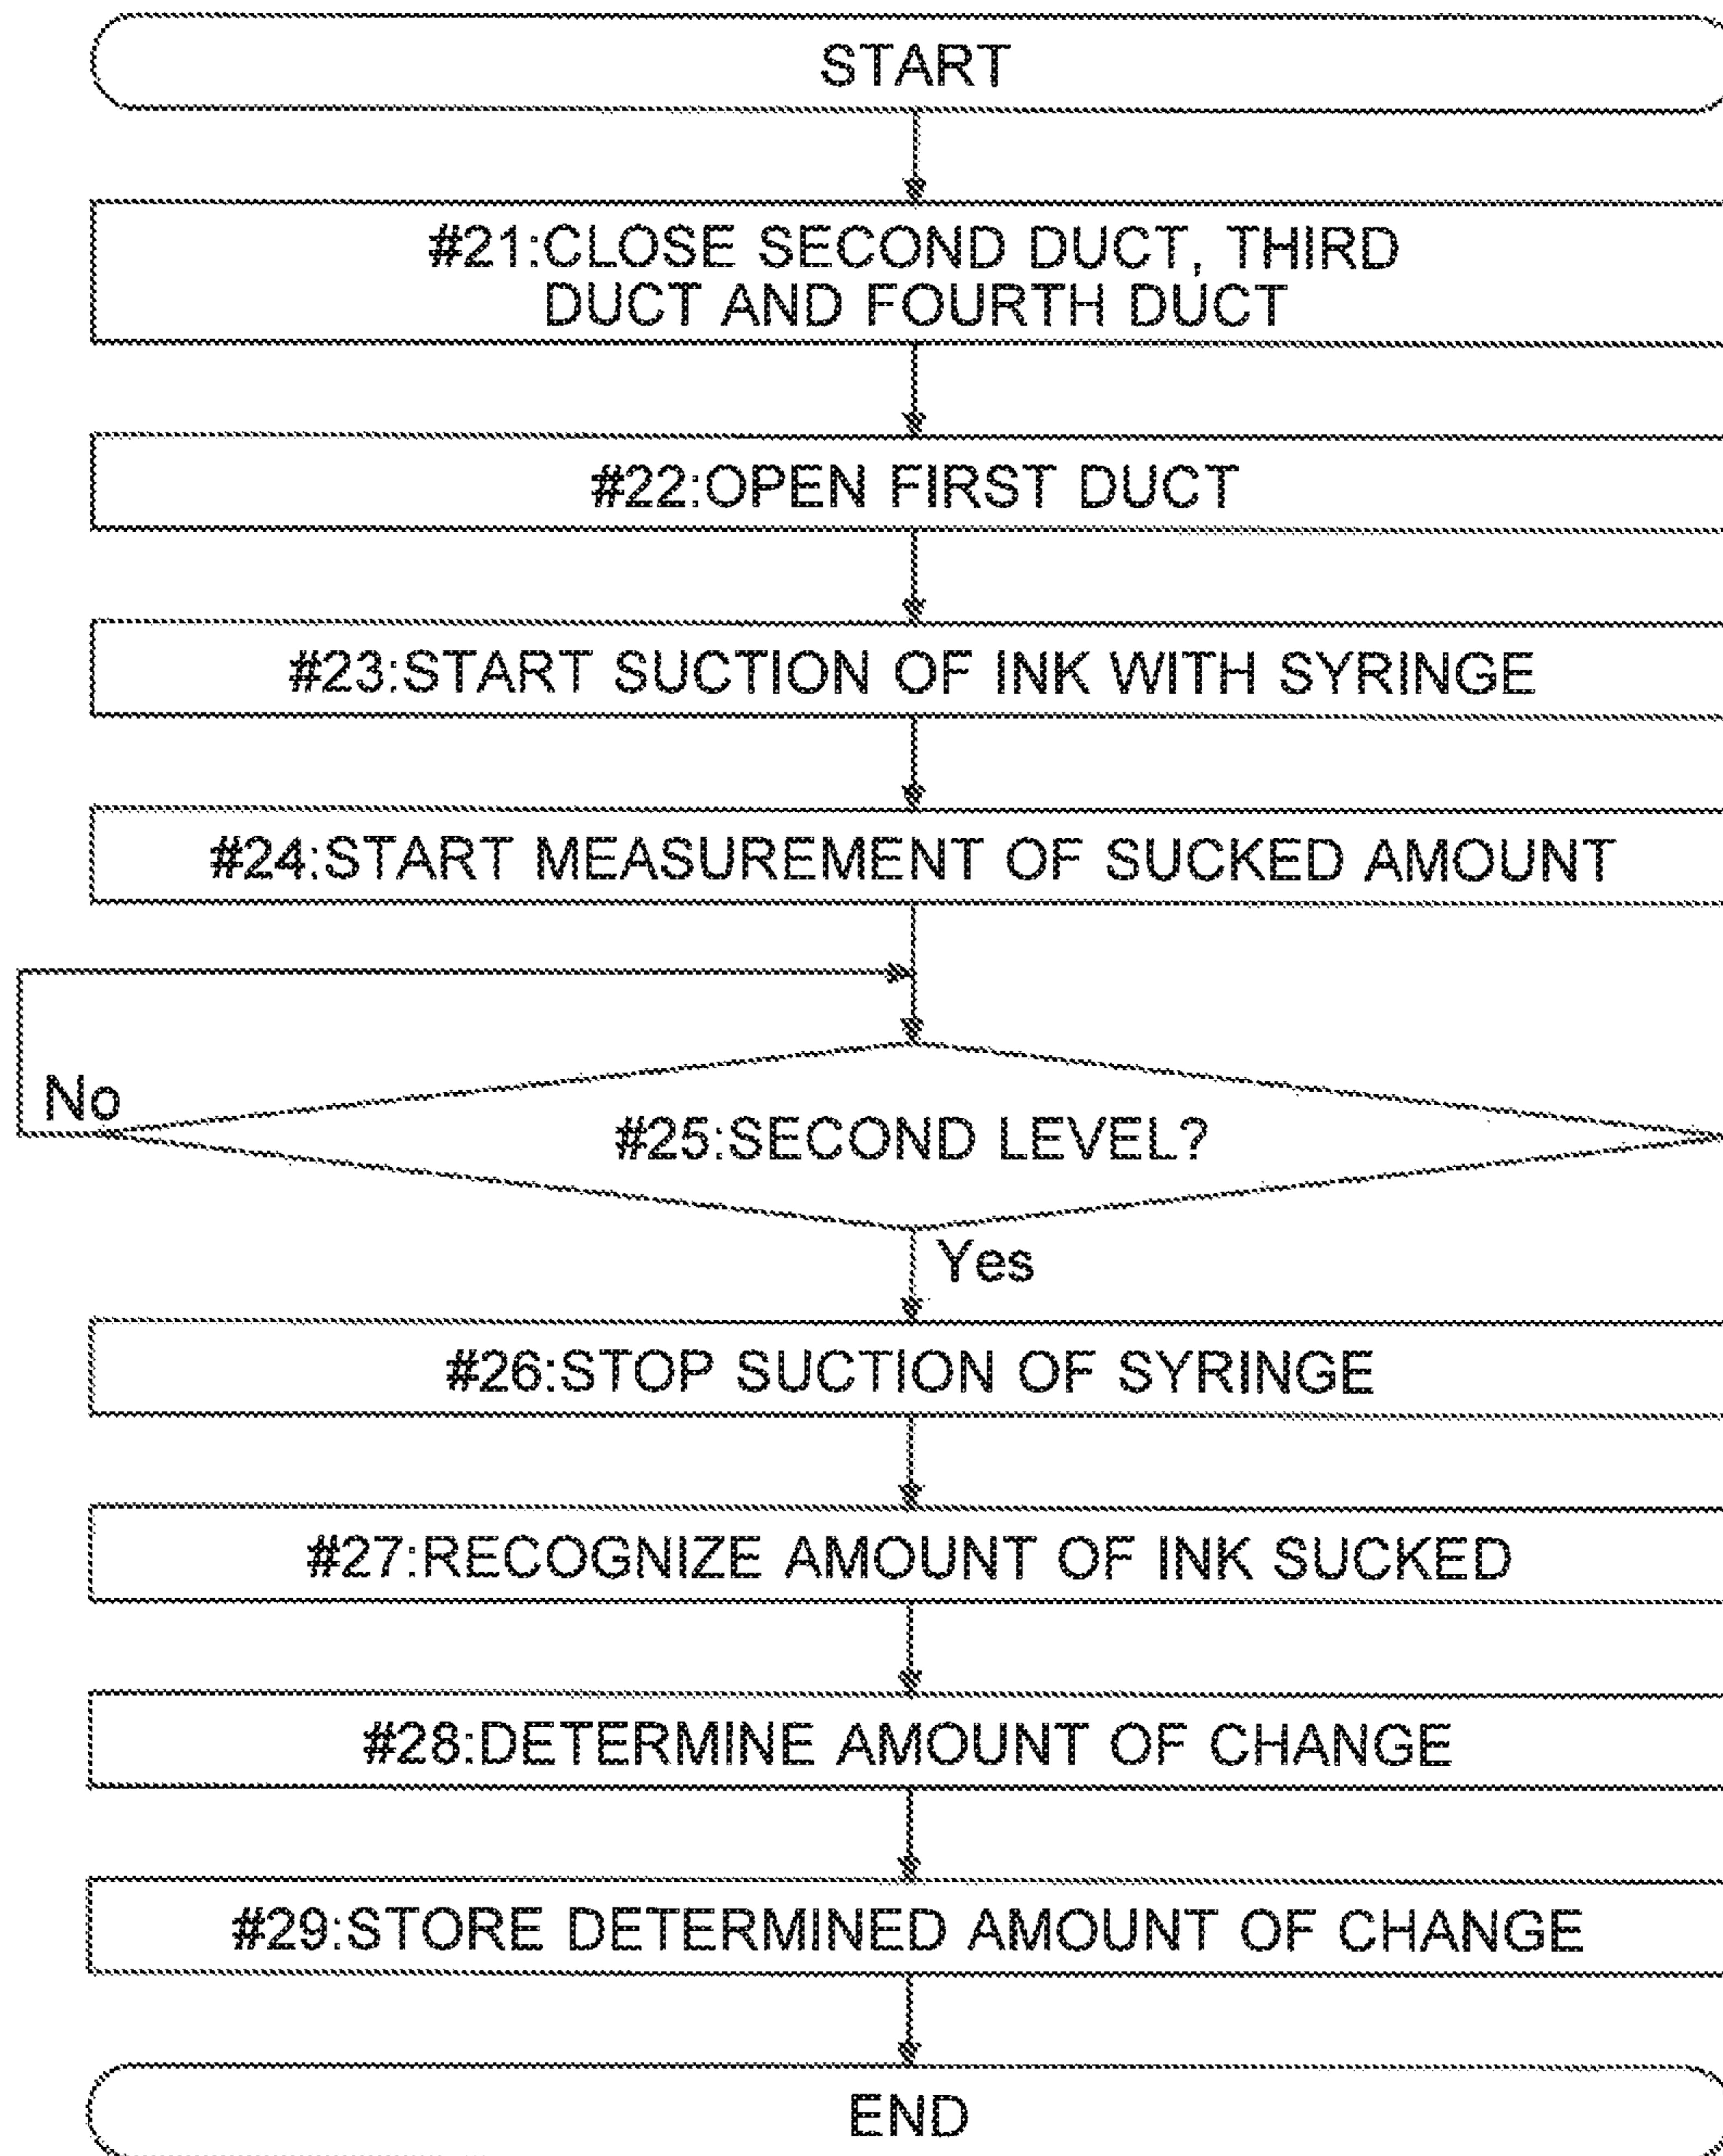 START
#21:CLOSE SECOND DUCT, THIRD
DUCT AND FOURTH DUCT
#22:OPEN FIRST DUCT
#23:START SUCTION OF INK WITH SYRINGE
#24:START MEASUREMENT OF SUCKED AMOUNT
No
#25:SECOND LEVEL?
Yes
#26:STOP SUCTION OF SYRINGE
#27:RECOGNIZE AMOUNT OF INK SUCKED
#28:DETERMINE AMOUNT OF CHANGE
#29:STORE DETERMINED AMOUNT OF CHANGE
END